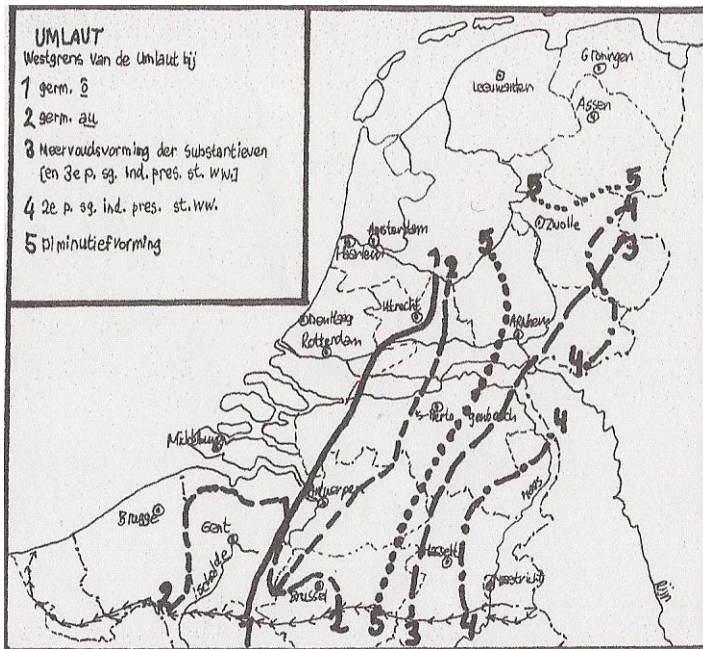 UMLAUT
Westgrens van de Umlaut bij
1 germ. ō
2 germ. au
3 Meervoudsvorming der substantieven
[en 3e p. sg. ind. pres. st. WW.]
4 2e p. sg. ind. pres. st. WW.
5 Diminutiefvorming
Groningen
Leeuwarden
Assen
5
5
4
Zwolle
3
Amsterdam
Haarlem
1
2
5
Utrecht
Den Haag
Rotterdam
Arnhem
4
's-Hertogenbosch
4
Middelburg
Maas
Antwerpen
Brugge
Gent
Schelde
Hasselt
Maastricht
Rijn
Brussel
2
2
5
3
4